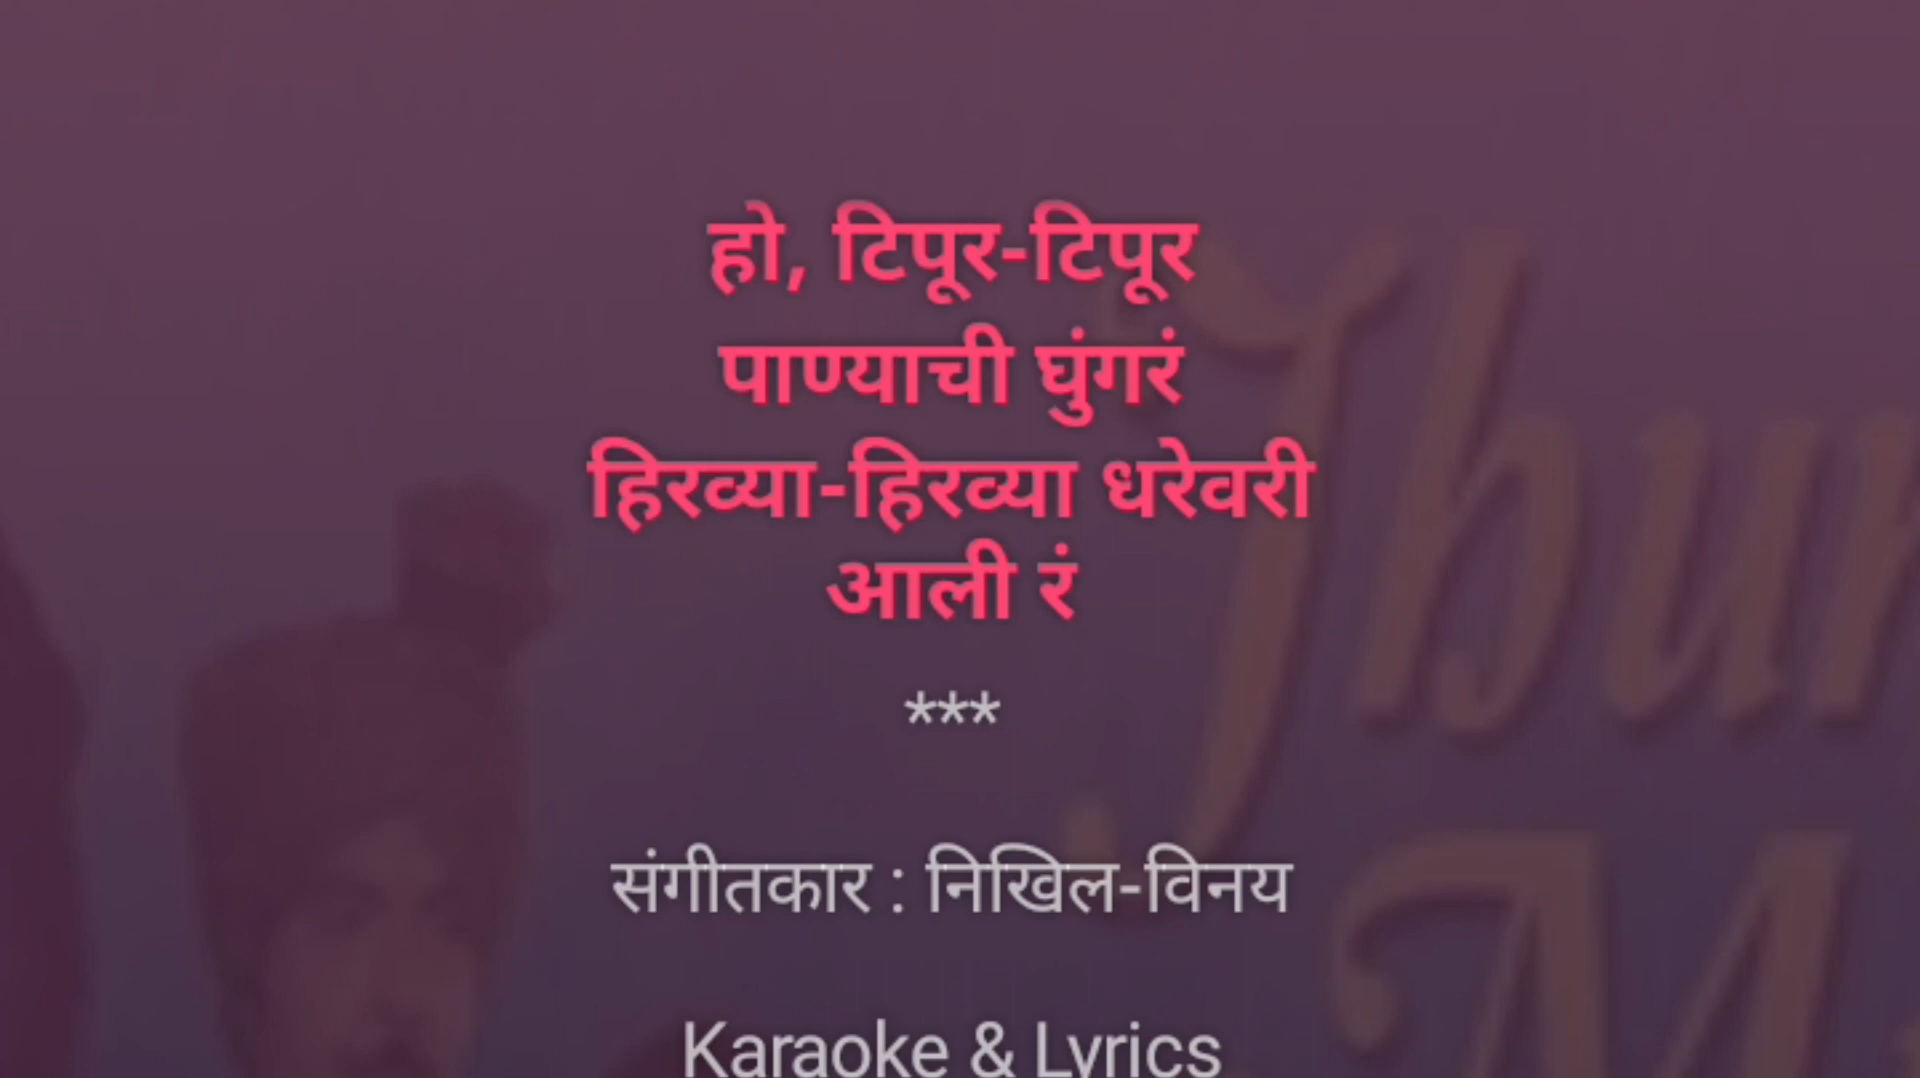 हो, टिपूर-टिपूर
पाण्याची घुंगरं
हिरव्या-हिरव्या धरेवरी
आली रं
***
संगीतकार : निखिल-विनय
Karaoke & Lyrics